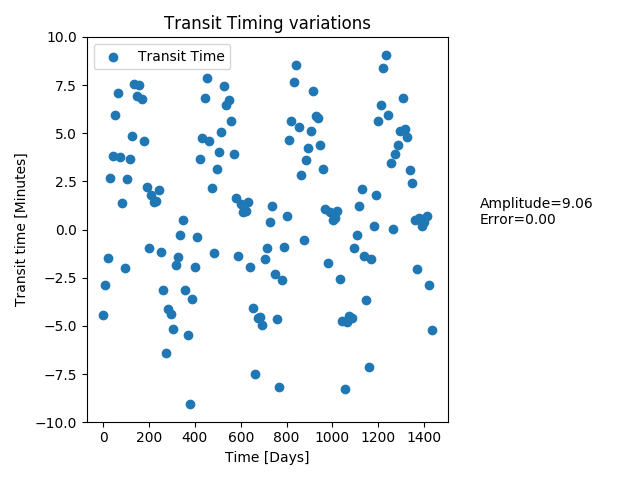 Transit Timing variations
Transit Time
Transit time [Minutes]
10.0
7.5
5.0
2.5
0.0
−2.5
−5.0
−7.5
−10.0
0 200 400 600 800 1000 1200 1400
Time [Days]
Amplitude=9.06
Error=0.00